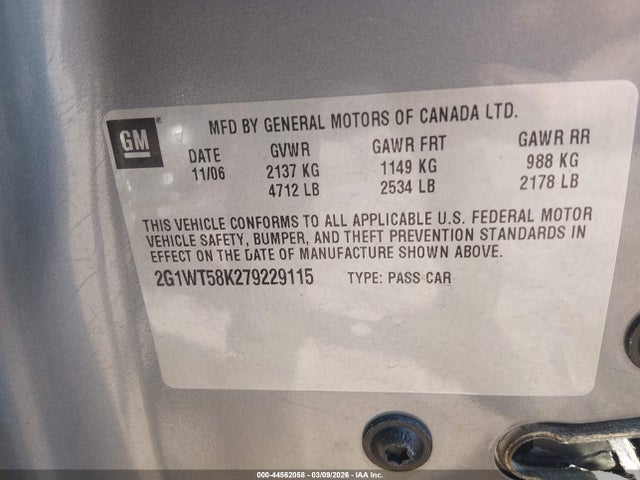 GM
MFD BY GENERAL MOTORS OF CANADA LTD.
DATE GVWR GAWR FRT GAWR RR
11/06 2137 KG 1149 KG 988 KG
4712 LB 2534 LB 2178 LB
THIS VEHICLE CONFORMS TO ALL APPLICABLE U.S. FEDERAL MOTOR
VEHICLE SAFETY, BUMPER, AND THEFT PREVENTION STANDARDS IN
EFFECT ON THE DATE OF MANUFACTURE SHOWN ABOVE.
2G1WT58K279229115 TYPE: PASS CAR
000-44562058 - 03/09/2026 - IAA Inc.